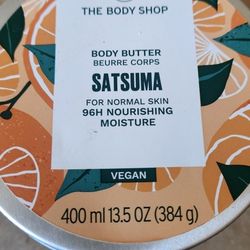 THE BODY SHOP
BODY BUTTER
BEURRE CORPS
SATSUMA
FOR NORMAL SKIN
96H NOURISHING
MOISTURE
VEGAN
400 ml 13.5 OZ (384 g)